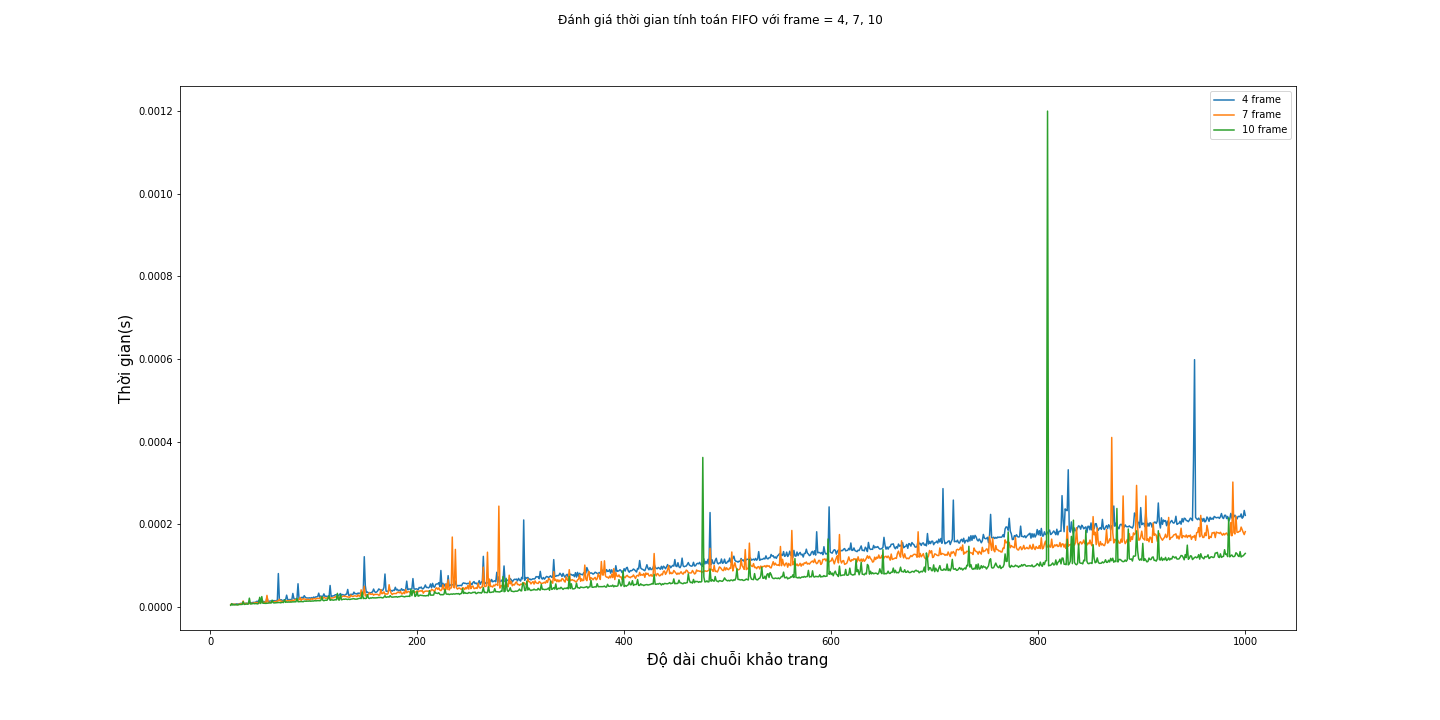 Đánh giá thời gian tính toán FIFO với frame = 4, 7, 10
4 frame
7 frame
10 frame
0.0012
0.0010
0.0008
0.0006
0.0004
0.0002
0.0000
Thời gian(s)
0 200 400 600 800 1000
Độ dài chuỗi khảo trang